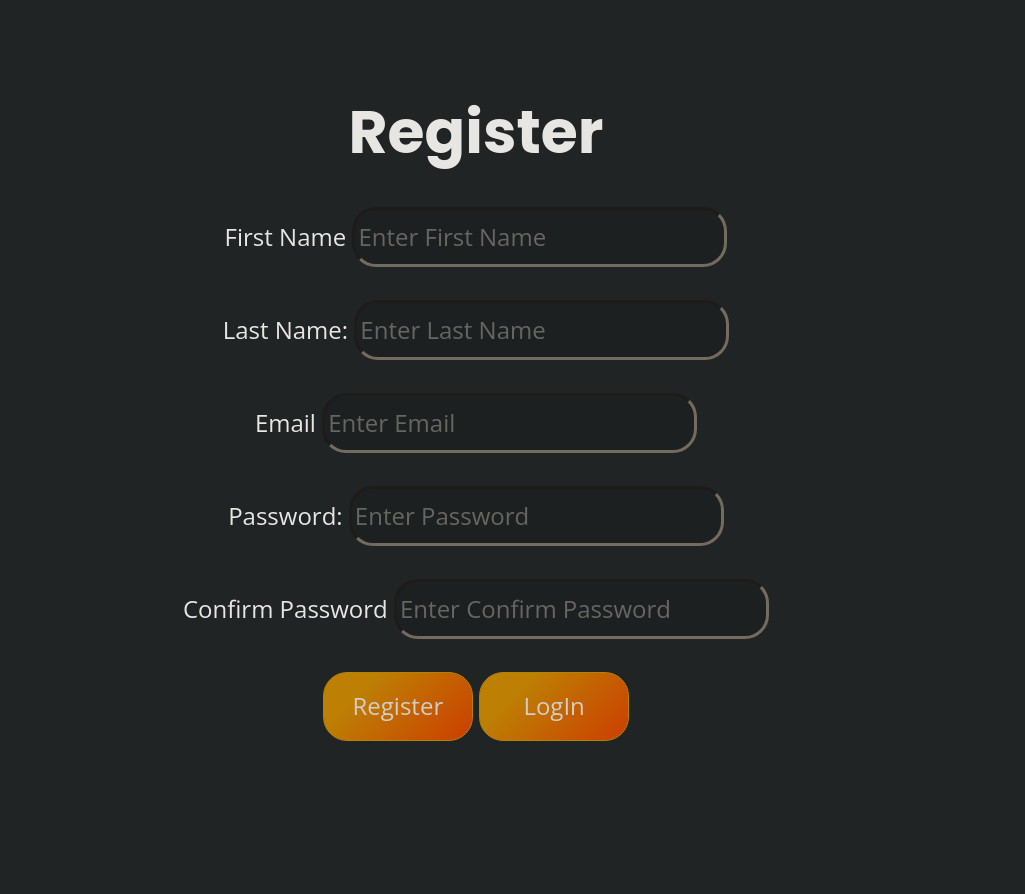 Register
First Name Enter First Name
Last Name: Enter Last Name
Email Enter Email
Password: Enter Password
Confirm Password Enter Confirm Password
Register LogIn